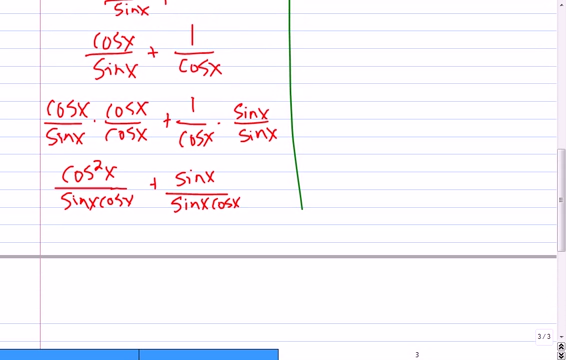 sinx
cosx/sinx + 1/cosx
cosx/sinx · cosx/cosx + 1/cosx · sinx/sinx
cos²x/sinxcosx + sinx/sinxcosx
3/3
3